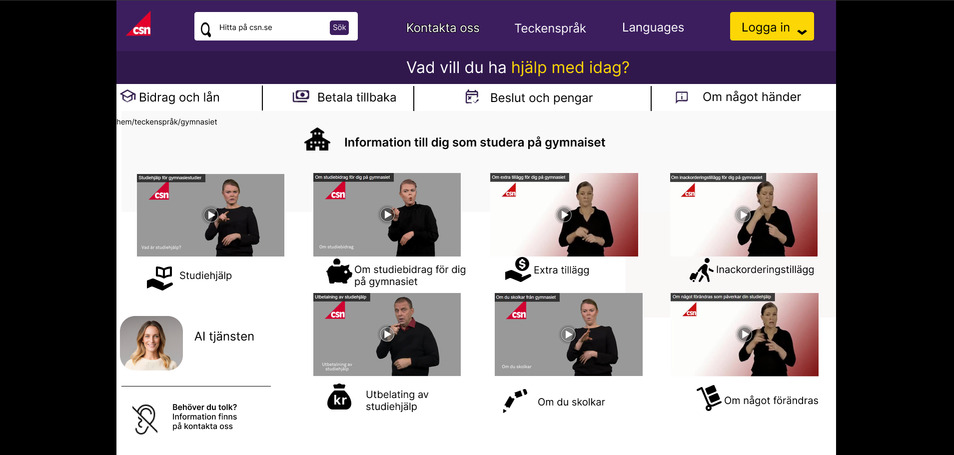 csn
Hitta på csn.se
Sök
Kontakta oss
Teckenspråk
Languages
Logga in
Vad vill du ha hjälp med idag?
Bidrag och lån
Betala tillbaka
Beslut och pengar
Om något händer
hem/teckenspråk/gymnasiet
Information till dig som studera på gymnaiset
Studiehjälp för gymnasiestudier
csn
Vad är studiehjälp?
Om studiebidrag för dig på gymnasiet
csn
Om studiebidrag
Om extra tillägg för dig på gymnasiet
csn
Om inackorderingstillägg för dig på gymnasiet
csn
Studiehjälp
Om studiebidrag för dig
på gymnasiet
Extra tillägg
Inackorderingstillägg
Utbetalning av studiehjälp
csn
Utbetalning av
studiehjälp
Om du skolkar från gymnasiet
csn
Om du skolkar
Om något förändras som påverkar din studiehjälp
csn
AI tjänsten
kr
Utbelating av
studiehjälp
Om du skolkar
Om något förändras
Behöver du tolk?
Information finns
på kontakta oss